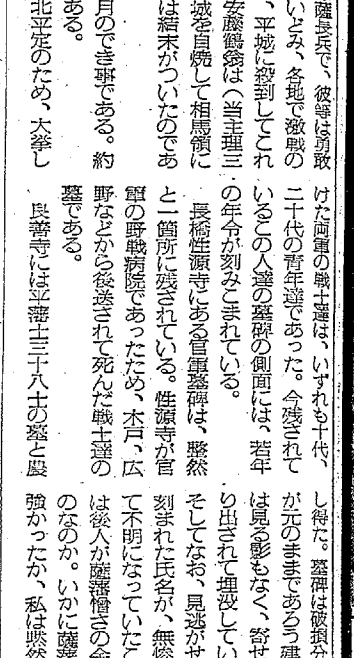 薩長兵で、彼等は勇敢
いどみ、各地で激戦の
、平城に殺到してこれ
安藤鶴翁は(当主理三
城を自焼して相馬領に
は結末がついたのであ
月のでき事である。約
ある。
北平定のため、大挙し
けた両軍の戦士達は、いずれも十代、
二十代の青年達であった。今残されて
いるこの人達の墓碑の側面には、若年
の年令が刻みこまれている。
長橋性源寺にある官軍墓碑は、整然
と一箇所に残されている。性源寺が官
軍の野戦病院であったため、木戸、広
野などから後送されて死んだ戦士達の
墓である。
良善寺には平藩士三十八士の墓と
し得た。墓碑は破損分
が元のままであろう建
は見る影もなく、寄せ
り出されて埋没してい
そしてなお、見逃がせ
刻まれた氏名が、無惨
て不明になっていたこ
は後人が薩藩憎さの余
のなのか。いかに薩藩
強かったか、私は黙然